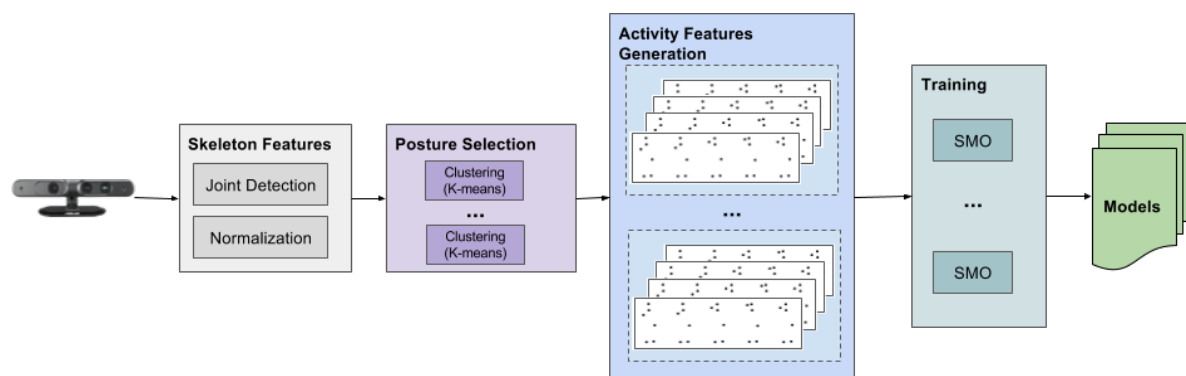 Skeleton Features
Joint Detection
Normalization
Posture Selection
Clustering
(K-means)
...
Clustering
(K-means)
Activity Features
Generation
...
Training
SMO
...
SMO
Models